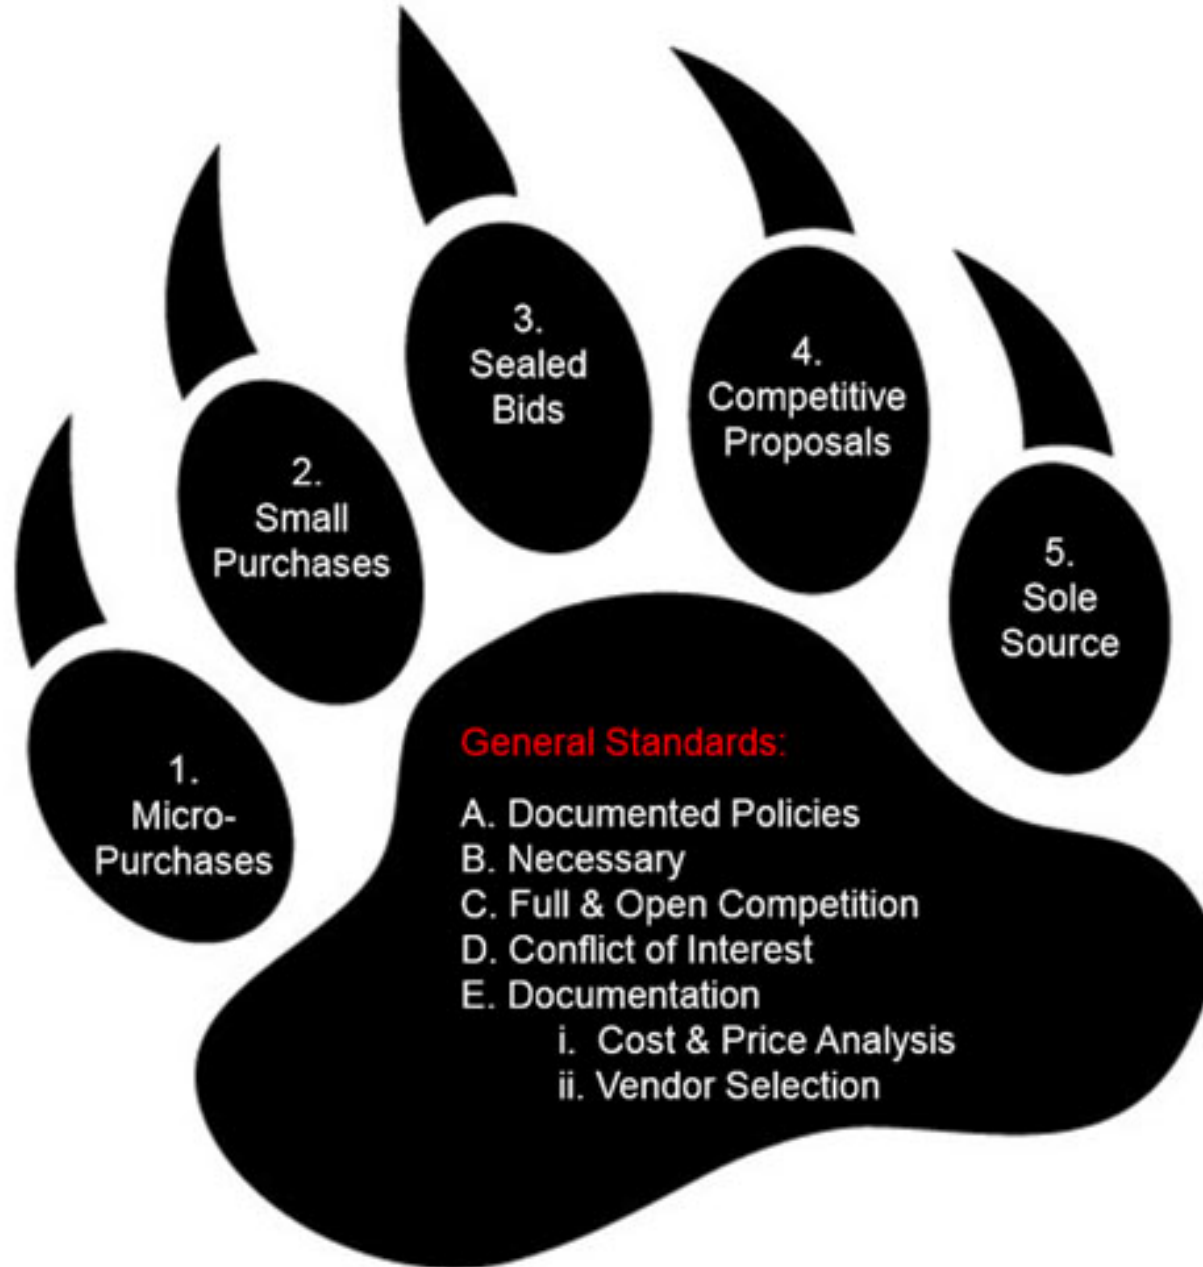 1.
Micro-
Purchases
2.
Small
Purchases
3.
Sealed
Bids
4.
Competitive
Proposals
5.
Sole
Source
General Standards:
A. Documented Policies
B. Necessary
C. Full & Open Competition
D. Conflict of Interest
E. Documentation
i. Cost & Price Analysis
ii. Vendor Selection